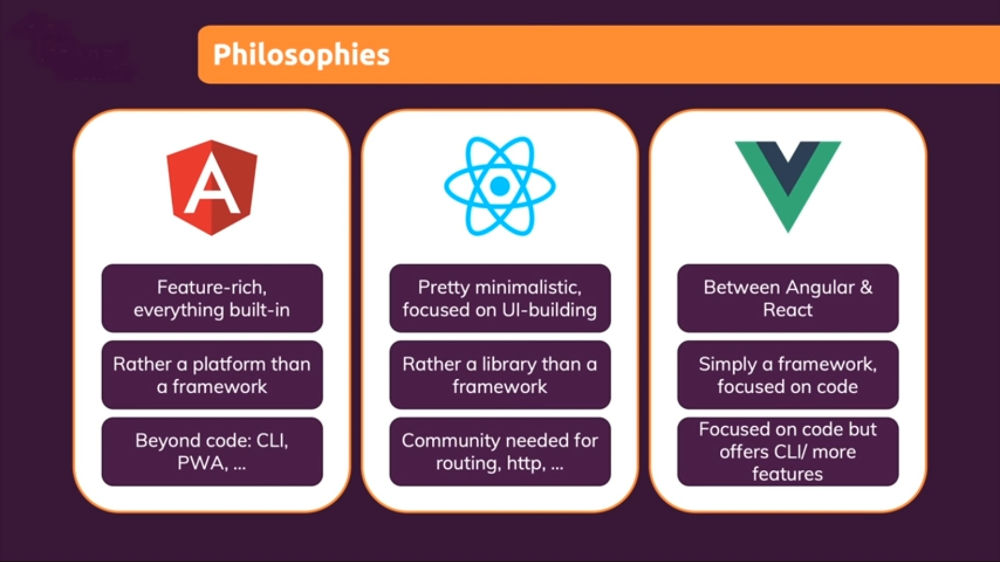 Philosophies
Feature-rich,
everything built-in
Rather a platform than
a framework
Beyond code: CLI,
PWA, ...
Pretty minimalistic,
focused on UI-building
Rather a library than a
framework
Community needed for
routing, http, ...
Between Angular &
React
Simply a framework,
focused on code
Focused on code but
offers CLI/ more
features